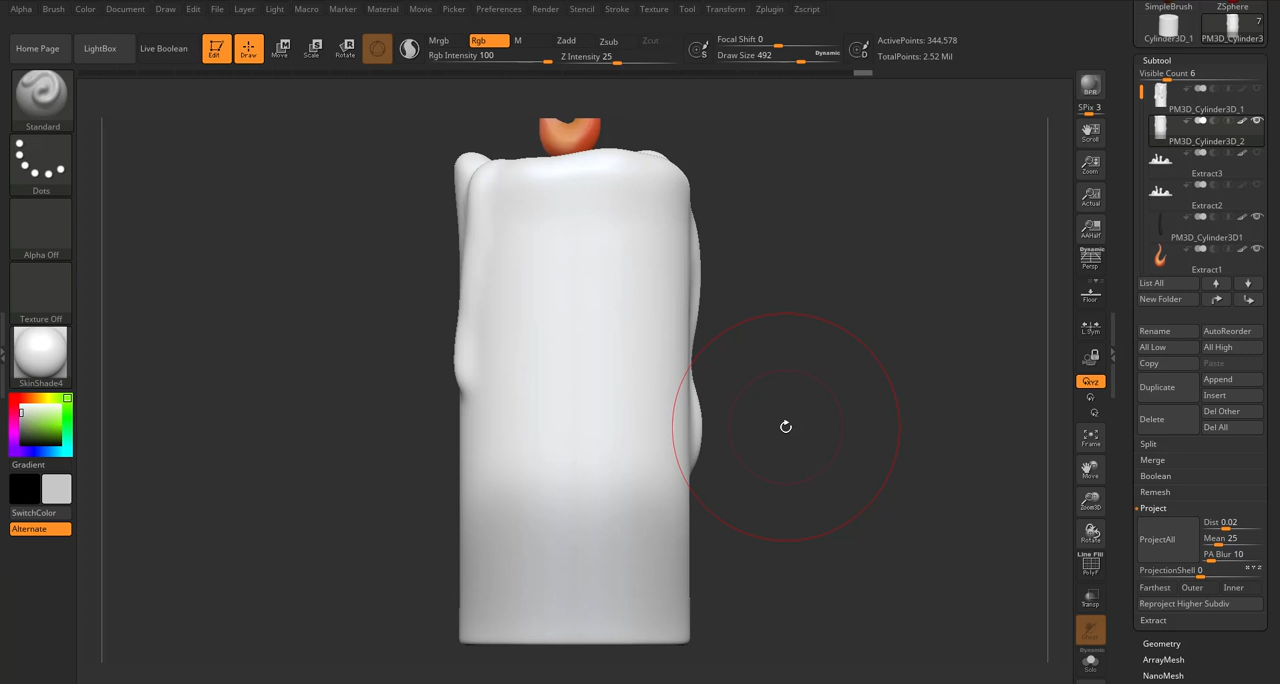 Alpha Brush Color Document Draw Edit File Layer Light Macro Marker Material Movie Picker Preferences Render Stencil Stroke Texture Tool Transform Zplugin Zscript
SimpleBrush ZSphere
Cylinder3D_1 PM3D_Cylinder3
7
Home Page LightBox Live Boolean Edit Draw Move Scale Rotate
Mrgb Rgb M Zadd Zsub Zcut
Rgb Intensity 100 Z Intensity 25
S Focal Shift 0
Draw Size 492 Dynamic
D ActivePoints: 344,578
TotalPoints: 2.52 Mil
Standard
Dots
Alpha Off
Texture Off
SkinShade4
Gradient
SwitchColor
Alternate
BPR
SPix 3
Scroll
Zoom
Actual
AAHalf
Dynamic
Persp
Floor
L.Sym
XYZ
Frame
Move
Zoom3D
Rotate
Line Fill
PolyF
Transp
Dynamic
Solo
Subtool
Visible Count 6
PM3D_Cylinder3D_1
PM3D_Cylinder3D_2
Extract3
Extract2
PM3D_Cylinder3D1
Extract1
List All
New Folder
Rename AutoReorder
All Low All High
Copy Paste
Duplicate Append
Insert
Delete Del Other
Del All
Split
Merge
Boolean
Remesh
Project
ProjectAll Dist 0.02
Mean 25
PA Blur 10
ProjectionShell 0 X Y Z
Farthest Outer Inner
Reproject Higher Subdiv
Extract
Geometry
ArrayMesh
NanoMesh